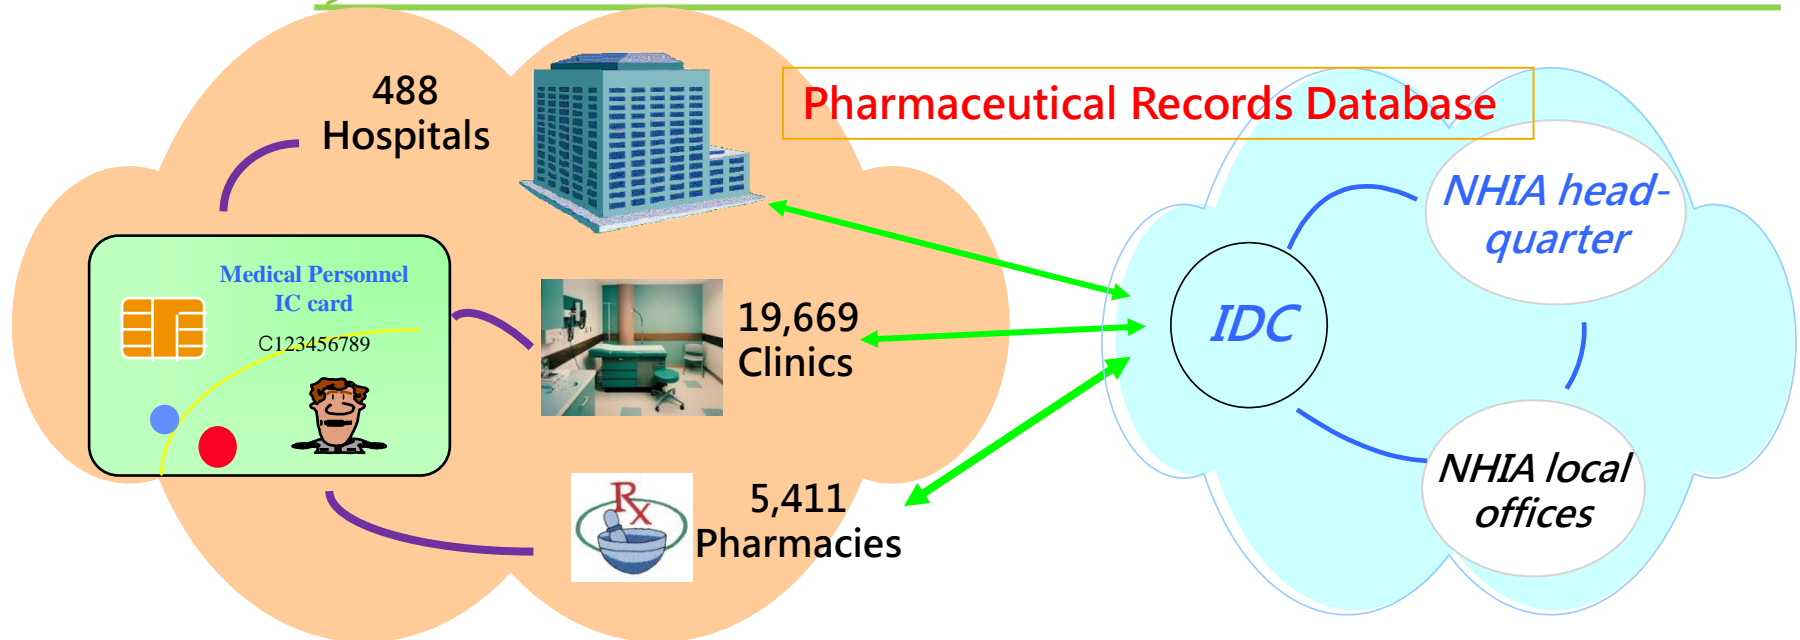 488
Hospitals
Pharmaceutical Records Database
NHIA head-
quarter
Medical Personnel
IC card
C123456789
19,669
Clinics
IDC
Rx
5,411
Pharmacies
NHIA local
offices